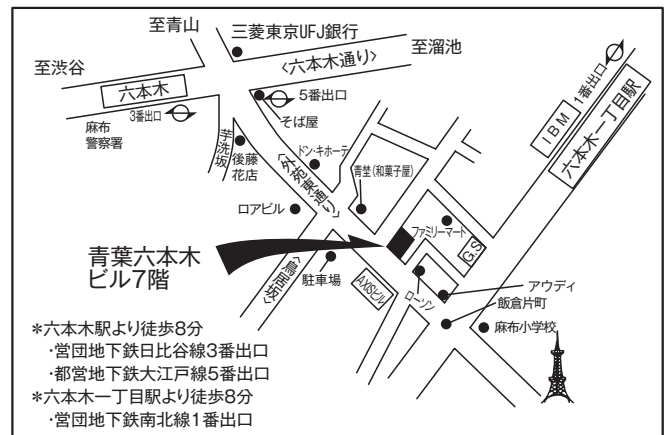 至青山
三菱東京UFJ銀行
〈六本木通り〉
至溜池
至渋谷
六本木
3番出口
5番出口
そば屋
麻布
警察署
芋洗坂
後藤
花店
ドン・キホーテ
〈外苑東通り〉
青埜(和菓子屋)
IBM
1番出口
六本木一丁目駅
ロアビル
ファミリーマート
G.S
青葉六本木
ビル7階
〈鳥居坂〉
駐車場
AXISビル
ローソン
アウディ
飯倉片町
麻布小学校
*六本木駅より徒歩8分
・営団地下鉄日比谷線3番出口
・都営地下鉄大江戸線5番出口
*六本木一丁目駅より徒歩8分
・営団地下鉄南北線1番出口